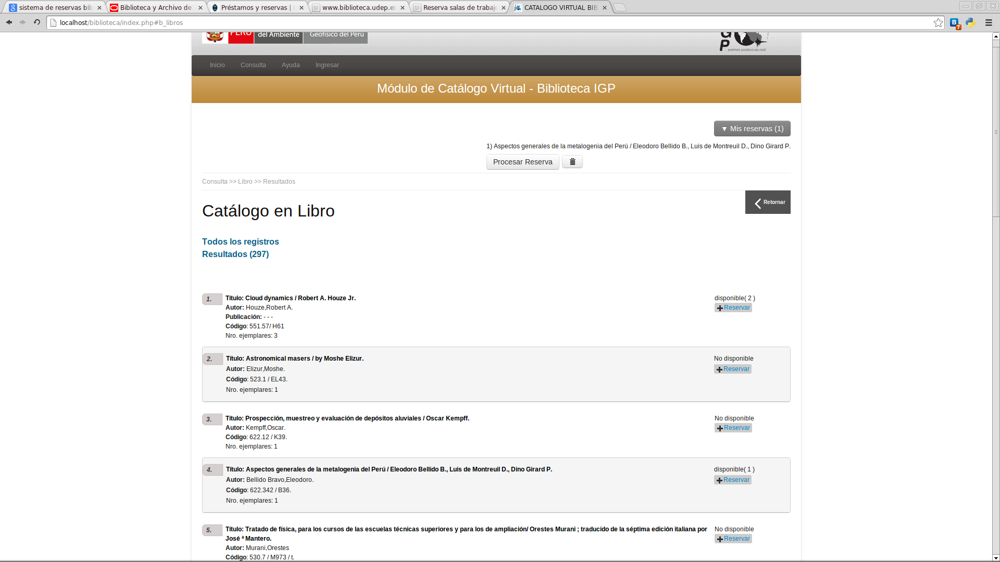 sistema de reservas bib
Biblioteca y Archivo de
Préstamos y reservas |
www.biblioteca.udep.e
Reserva salas de trabaj
CATALOGO VIRTUAL BIB
localhost/biblioteca/index.php#b_libros
PERÚ
del Ambiente
Geofísico del Perú
G
P
INSTITUTO GEOFÍSICO DEL PERÚ
Inicio Consulta Ayuda Ingresar
Módulo de Catálogo Virtual - Biblioteca IGP
▼ Mis reservas (1)
1) Aspectos generales de la metalogenia del Perú / Eleodoro Bellido B., Luis de Montreuil D., Dino Girard P.
Procesar Reserva
Consulta >> Libro >> Resultados
Retornar
Catálogo en Libro
Todos los registros
Resultados (297)
1. Título: Cloud dynamics / Robert A. Houze Jr. disponible( 2 )
Autor: Houze,Robert A. Reservar
Publicación: - - -
Código: 551.57/ H61
Nro. ejemplares: 3
2. Título: Astronomical masers / by Moshe Elizur. No disponible
Autor: Elizur,Moshe. Reservar
Código: 523.1 / EL43.
Nro. ejemplares: 1
3. Título: Prospección, muestreo y evaluación de depósitos aluviales / Oscar Kempff. No disponible
Autor: Kempff,Oscar. Reservar
Código: 622.12 / K39.
Nro. ejemplares: 1
4. Título: Aspectos generales de la metalogenia del Perú / Eleodoro Bellido B., Luis de Montreuil D., Dino Girard P. disponible( 1 )
Autor: Bellido Bravo,Eleodoro. Reservar
Código: 622.342 / B36.
Nro. ejemplares: 1
5. Título: Tratado de física, para los cursos de las escuelas técnicas superiores y para los de ampliación/ Orestes Murani ; traducido de la séptima edición italiana por No disponible
José ª Mantero. Reservar
Autor: Murani,Orestes
Código: 530.7 / M973 / t.